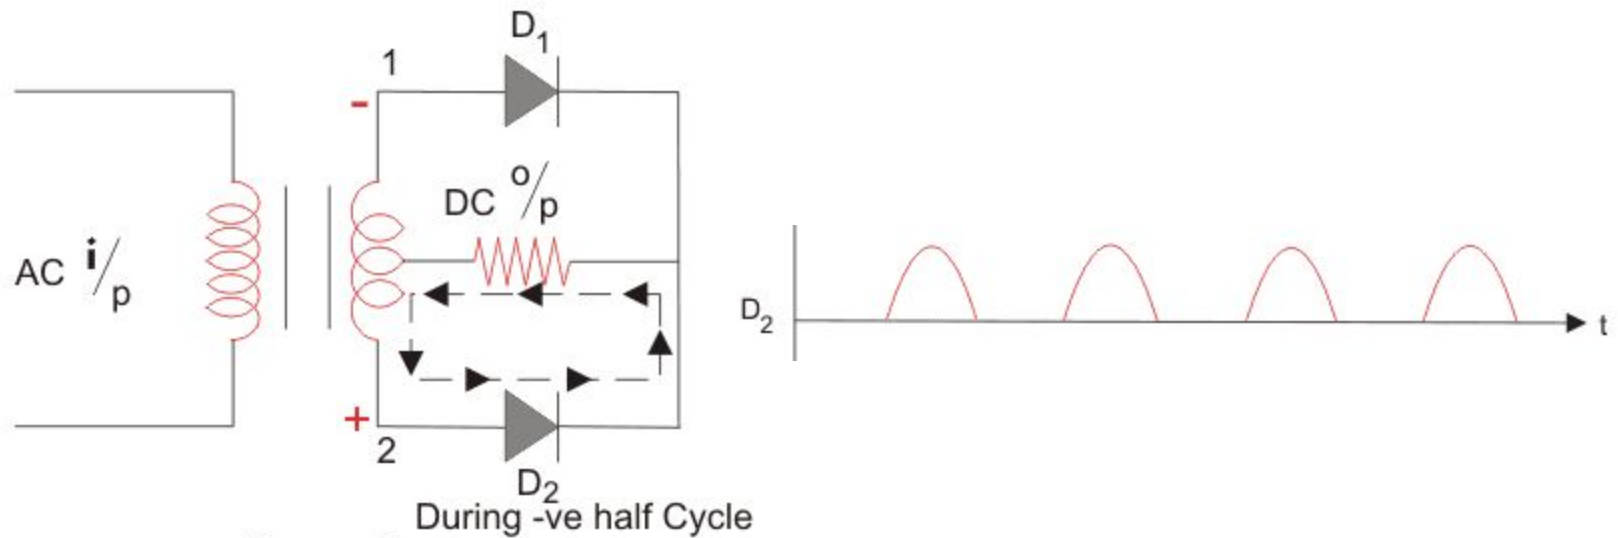 D1
1
-
DC o/p
AC i/p
+
2
D2
During -ve half Cycle
D2
t